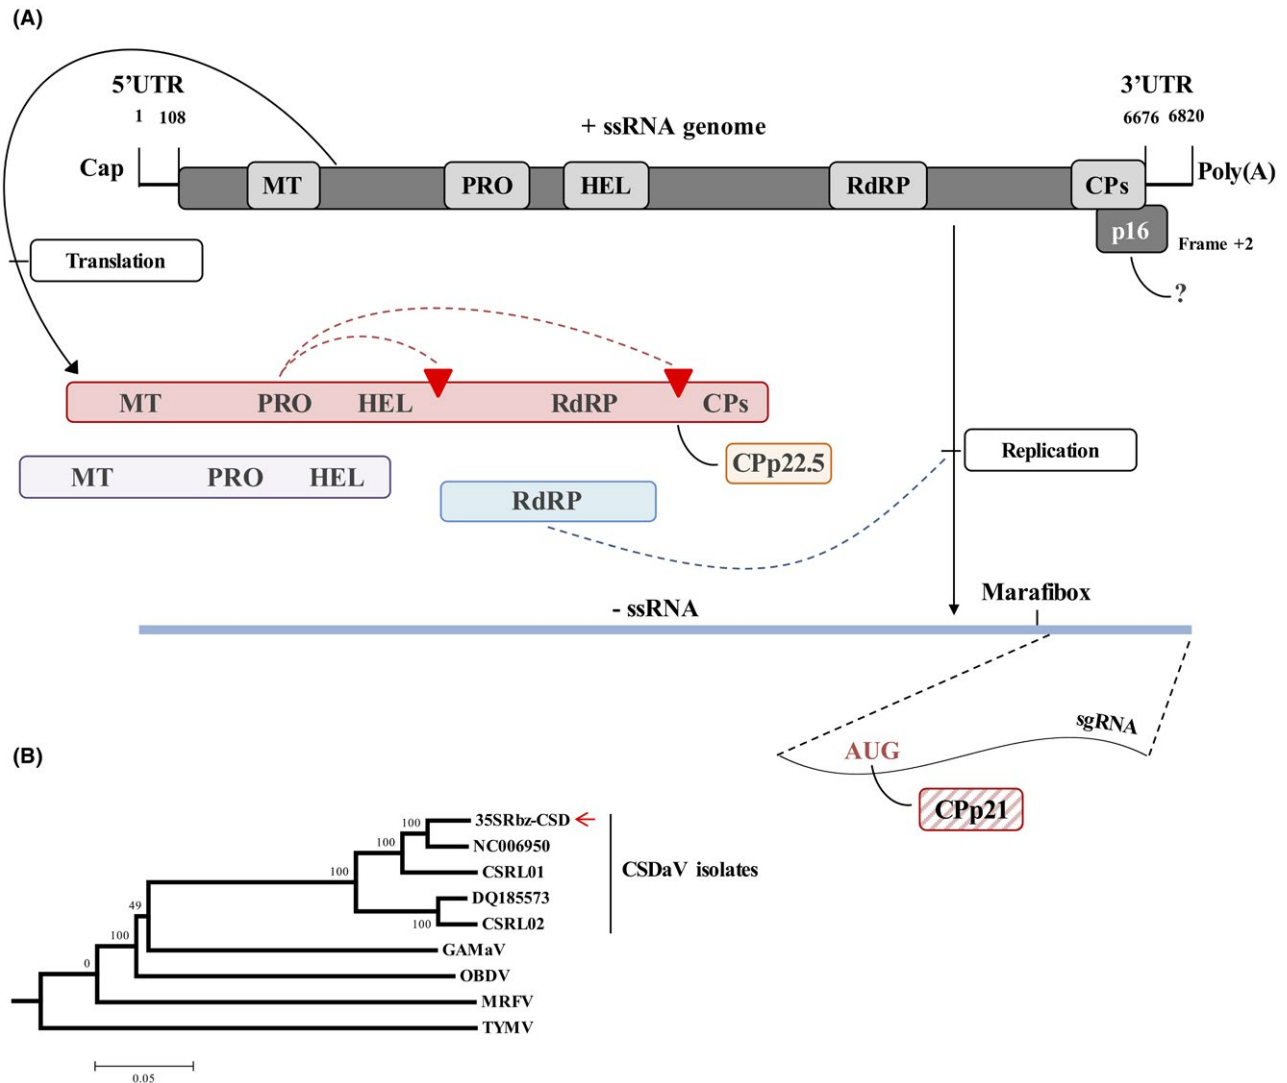 (A)
5'UTR
3'UTR
1 108
6676 6820
+ ssRNA genome
Cap
MT
PRO
HEL
RdRP
CPs
Poly(A)
p16
Frame +2
?
Translation
MT PRO HEL RdRP CPs
CPp22.5
Replication
MT PRO HEL
RdRP
- ssRNA
Marafibox
sgRNA
AUG
CPp21
(B)
100
35SRbz-CSD
100
NC006950
100
CSRL01
CSDaV isolates
DQ185573
49
100
CSRL02
100
GAMaV
0
OBDV
MRFV
TYMV
0.05